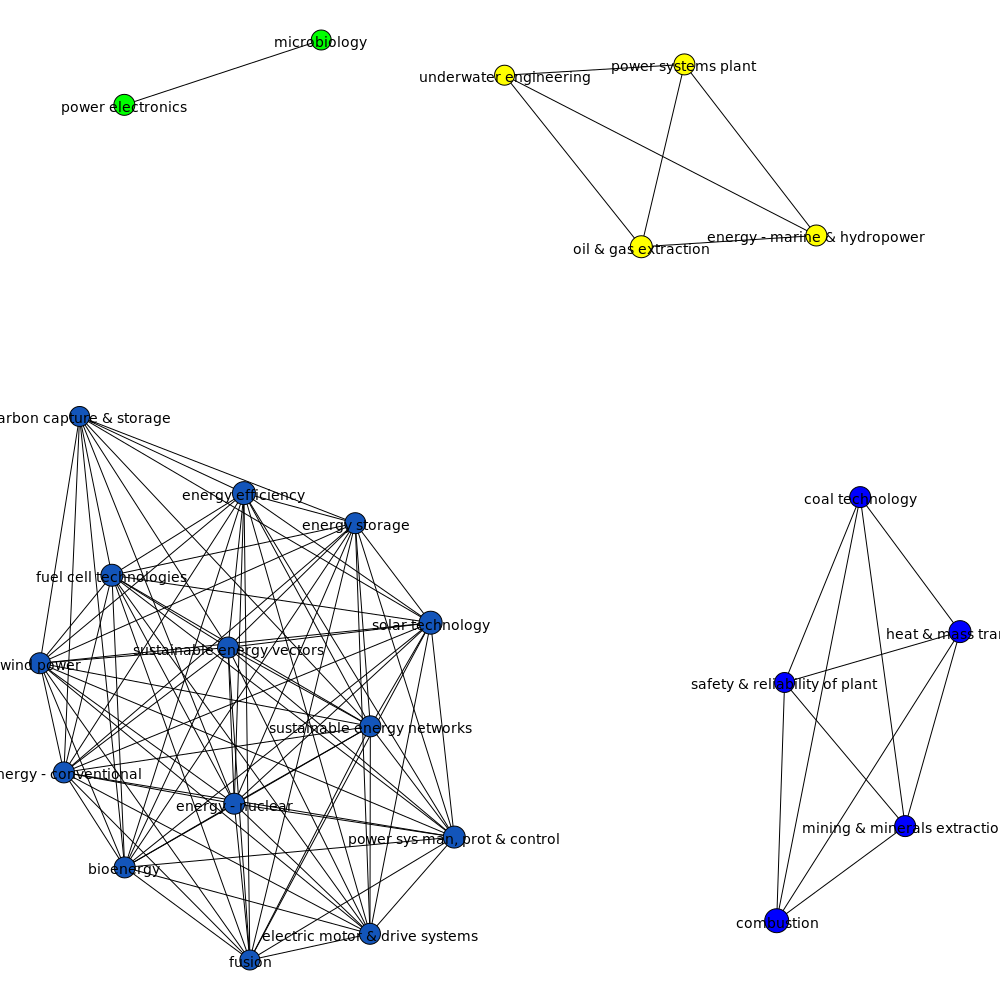 microbiology
power electronics
power systems plant
underwater engineering
energy - marine & hydropower
oil & gas extraction
arbon capture & storage
energy efficiency
energy storage
coal technology
fuel cell technologies
solar technology
heat & mass tran
sustainable energy vectors
wind power
safety & reliability of plant
sustainable energy networks
nergy - conventional
energy - nuclear
mining & minerals extractio
power sys man, prot & control
bioenergy
combustion
electric motor & drive systems
fusion